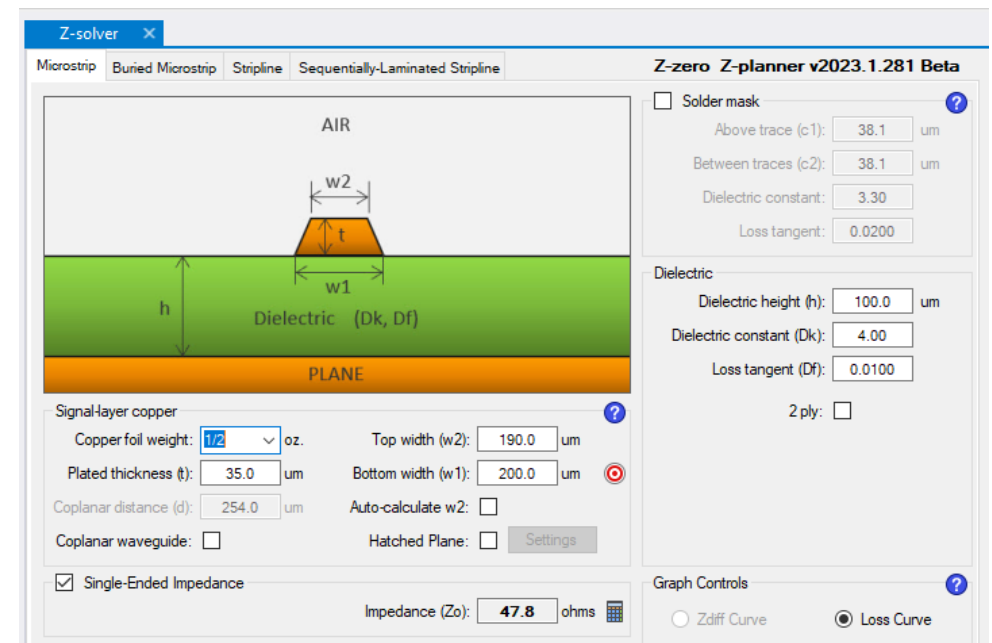 Z-solver ×
Microstrip Buried Microstrip Stripline Sequentially-Laminated Stripline
Z-zero Z-planner v2023.1.281 Beta
AIR
w2
t
w1
h
Dielectric (Dk, Df)
PLANE
Signal-layer copper ?
Copper foil weight: 1/2 oz. Top width (w2): 190.0 um
Plated thickness (t): 35.0 um Bottom width (w1): 200.0 um
Coplanar distance (d): 254.0 um Auto-calculate w2:
Coplanar waveguide: Hatched Plane: Settings
Single-Ended Impedance
Impedance (Zo): 47.8 ohms
Solder mask ?
Above trace (c1): 38.1 um
Between traces (c2): 38.1 um
Dielectric constant: 3.30
Loss tangent: 0.0200
Dielectric
Dielectric height (h): 100.0 um
Dielectric constant (Dk): 4.00
Loss tangent (Df): 0.0100
2 ply:
Graph Controls ?
Zdiff Curve Loss Curve